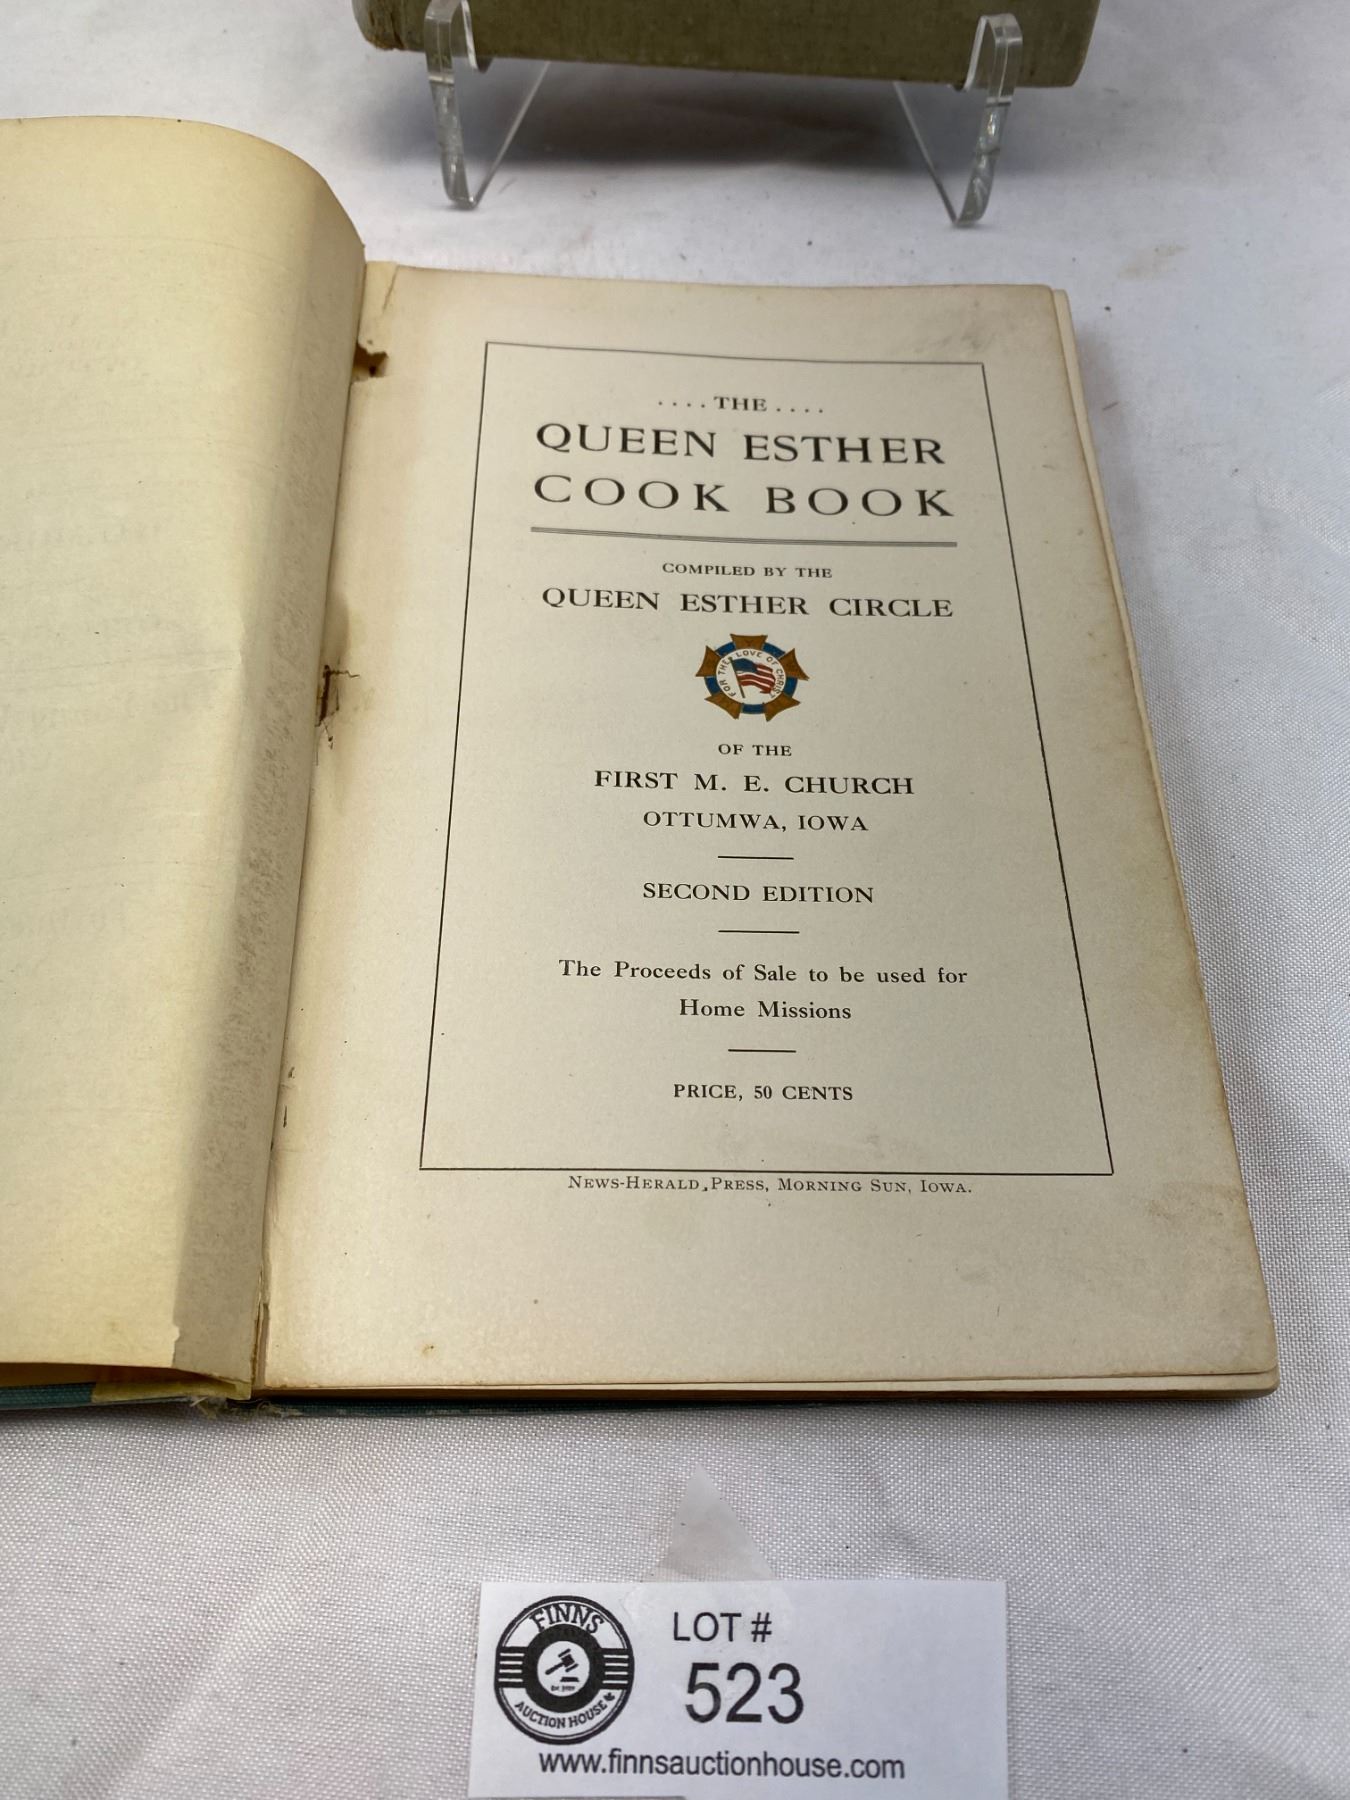 ....THE....
QUEEN ESTHER
COOK BOOK
COMPILED BY THE
QUEEN ESTHER CIRCLE
FOR THE LOVE OF CHRIST
OF THE
FIRST M. E. CHURCH
OTTUMWA, IOWA
SECOND EDITION
The Proceeds of Sale to be used for
Home Missions
PRICE, 50 CENTS
NEWS-HERALD PRESS, MORNING SUN, IOWA.
FINNS
AUCTION HOUSE
LOT #
523
www.finnsauctionhouse.com